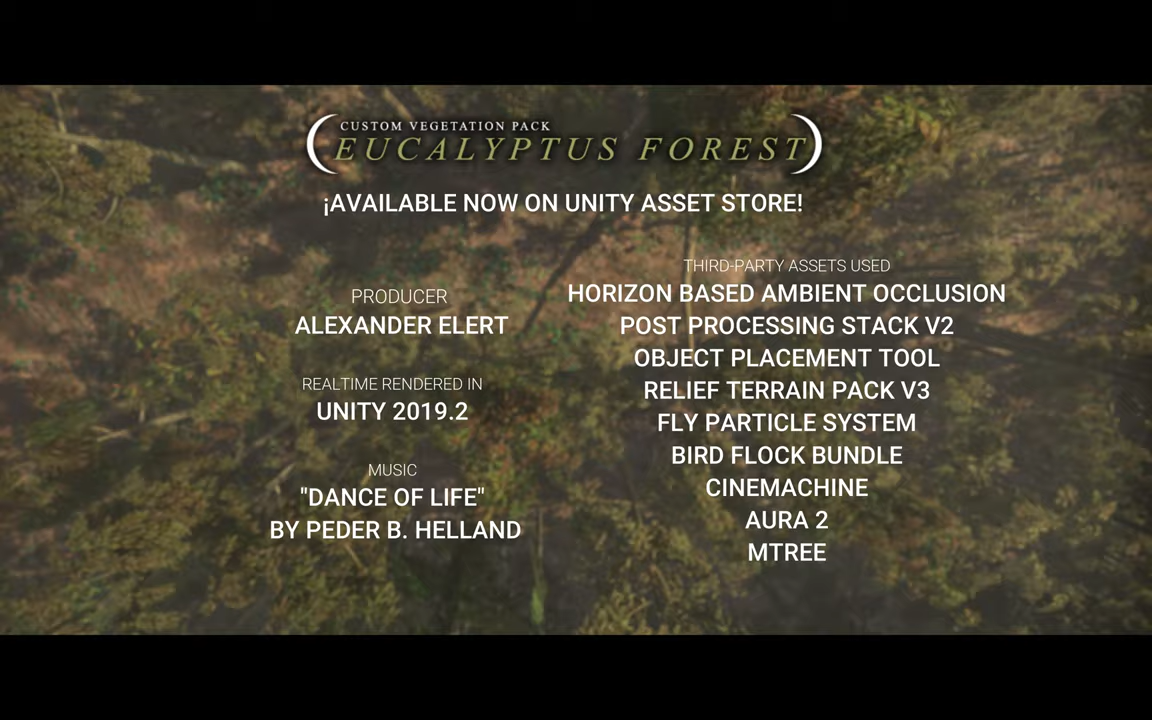 CUSTOM VEGETATION PACK
EUCALYPTUS FOREST
¡AVAILABLE NOW ON UNITY ASSET STORE!
PRODUCER
ALEXANDER ELERT
REALTIME RENDERED IN
UNITY 2019.2
MUSIC
"DANCE OF LIFE"
BY PEDER B. HELLAND
THIRD-PARTY ASSETS USED
HORIZON BASED AMBIENT OCCLUSION
POST PROCESSING STACK V2
OBJECT PLACEMENT TOOL
RELIEF TERRAIN PACK V3
FLY PARTICLE SYSTEM
BIRD FLOCK BUNDLE
CINEMACHINE
AURA 2
MTREE